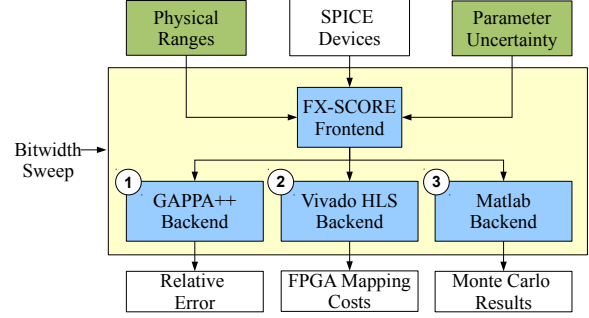 Physical
Ranges
SPICE
Devices
Parameter
Uncertainty
FX-SCORE
Frontend
Bitwidth
Sweep
1
GAPPA++
Backend
2
Vivado HLS
Backend
3
Matlab
Backend
Relative
Error
FPGA Mapping
Costs
Monte Carlo
Results